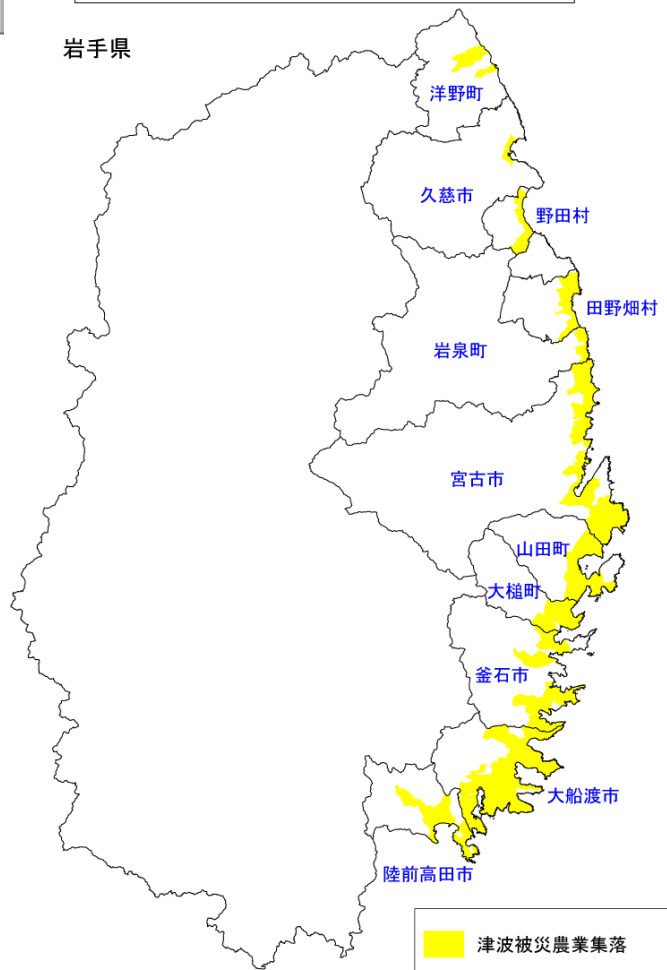 岩手県
洋野町
久慈市
野田村
田野畑村
岩泉町
宮古市
山田町
大槌町
釜石市
大船渡市
陸前高田市
津波被災農業集落